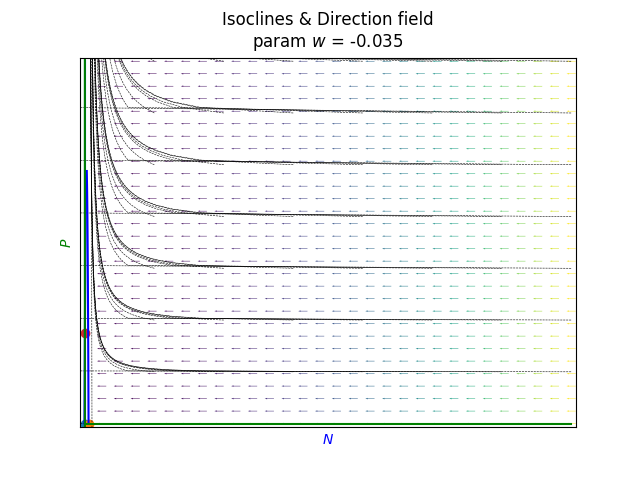 Isoclines & Direction field
param w = -0.035
P
N